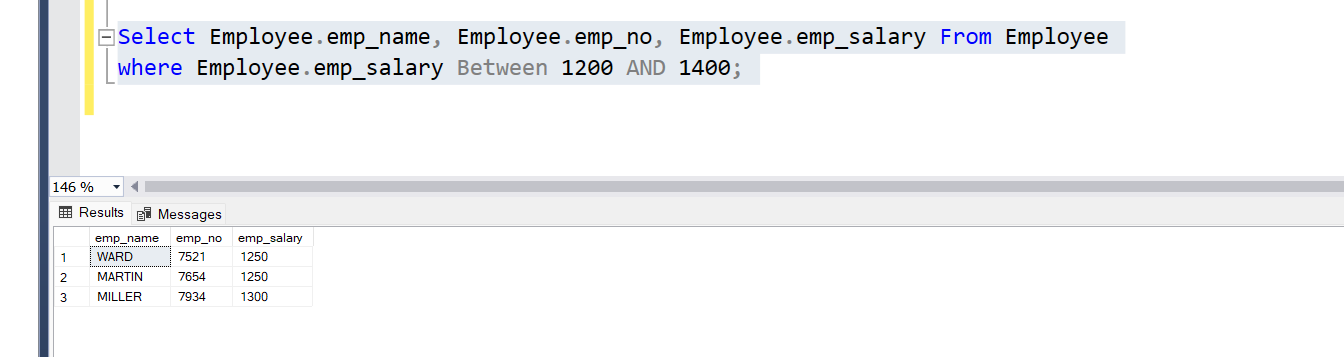 Select Employee.emp_name, Employee.emp_no, Employee.emp_salary From Employee
where Employee.emp_salary Between 1200 AND 1400;
146 %
Results Messages
emp_name emp_no emp_salary
1 WARD 7521 1250
2 MARTIN 7654 1250
3 MILLER 7934 1300